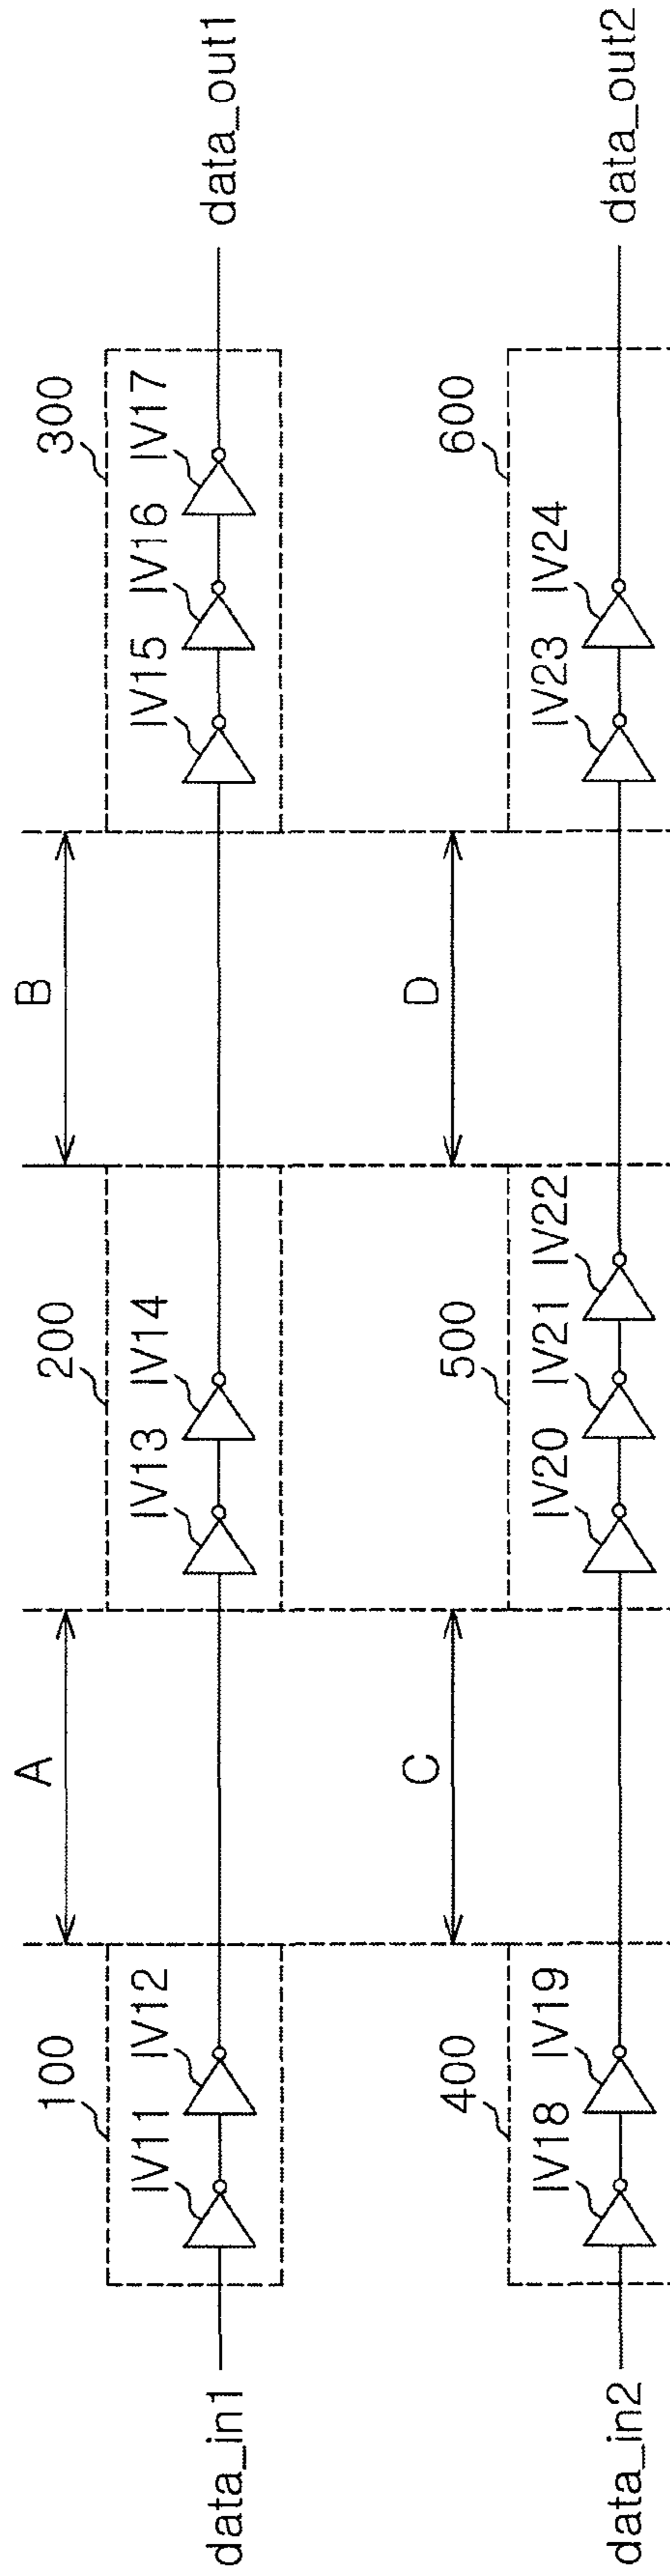 A
B
100
200
300
IV11
IV12
IV13
IV14
IV15
IV16
IV17
data_in1
data_out1
C
D
400
500
600
IV18
IV19
IV20
IV21
IV22
IV23
IV24
data_in2
data_out2